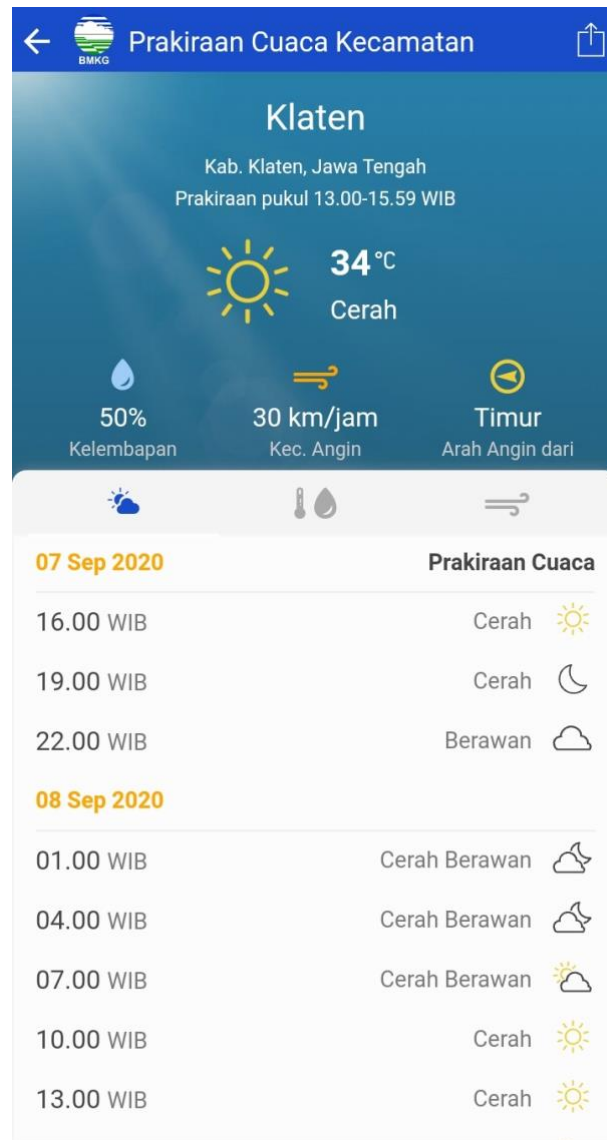 BMKG
Prakiraan Cuaca Kecamatan
Klaten
Kab. Klaten, Jawa Tengah
Prakiraan pukul 13.00-15.59 WIB
34 °C
Cerah
50%
Kelembapan
30 km/jam
Kec. Angin
Timur
Arah Angin dari
07 Sep 2020 Prakiraan Cuaca
16.00 WIB Cerah
19.00 WIB Cerah
22.00 WIB Berawan
08 Sep 2020
01.00 WIB Cerah Berawan
04.00 WIB Cerah Berawan
07.00 WIB Cerah Berawan
10.00 WIB Cerah
13.00 WIB Cerah